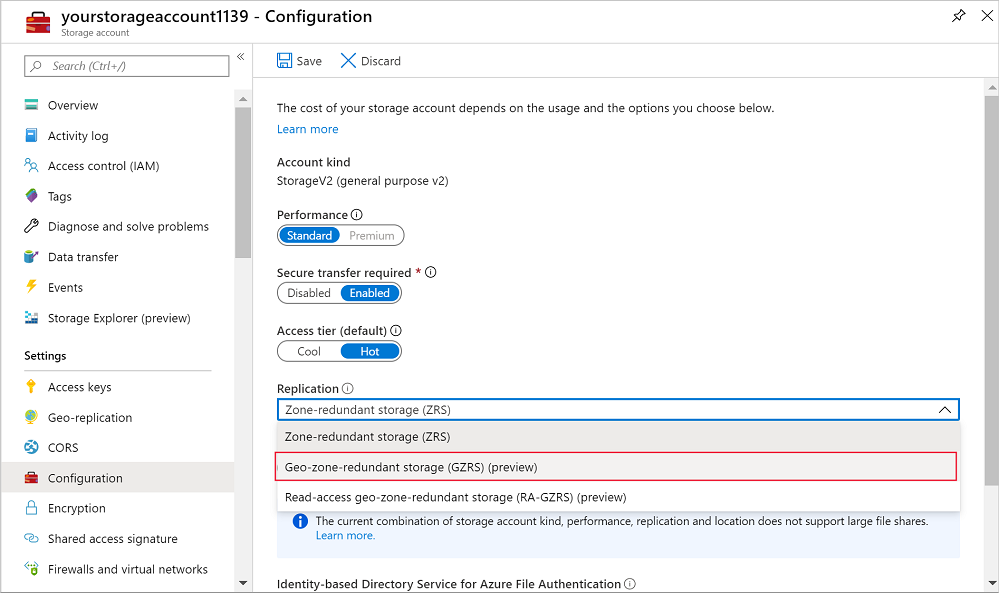 yourstorageaccount1139 - Configuration
Storage account
Search (Ctrl+/)
Overview
Activity log
Access control (IAM)
Tags
Diagnose and solve problems
Data transfer
Events
Storage Explorer (preview)
Settings
Access keys
Geo-replication
CORS
Configuration
Encryption
Shared access signature
Firewalls and virtual networks
Save Discard
The cost of your storage account depends on the usage and the options you choose below.
Learn more
Account kind
StorageV2 (general purpose v2)
Performance
Standard Premium
Secure transfer required *
Disabled Enabled
Access tier (default)
Cool Hot
Replication
Zone-redundant storage (ZRS)
Zone-redundant storage (ZRS)
Geo-zone-redundant storage (GZRS) (preview)
Read-access geo-zone-redundant storage (RA-GZRS) (preview)
The current combination of storage account kind, performance, replication and location does not support large file shares.
Learn more.
Identity-based Directory Service for Azure File Authentication